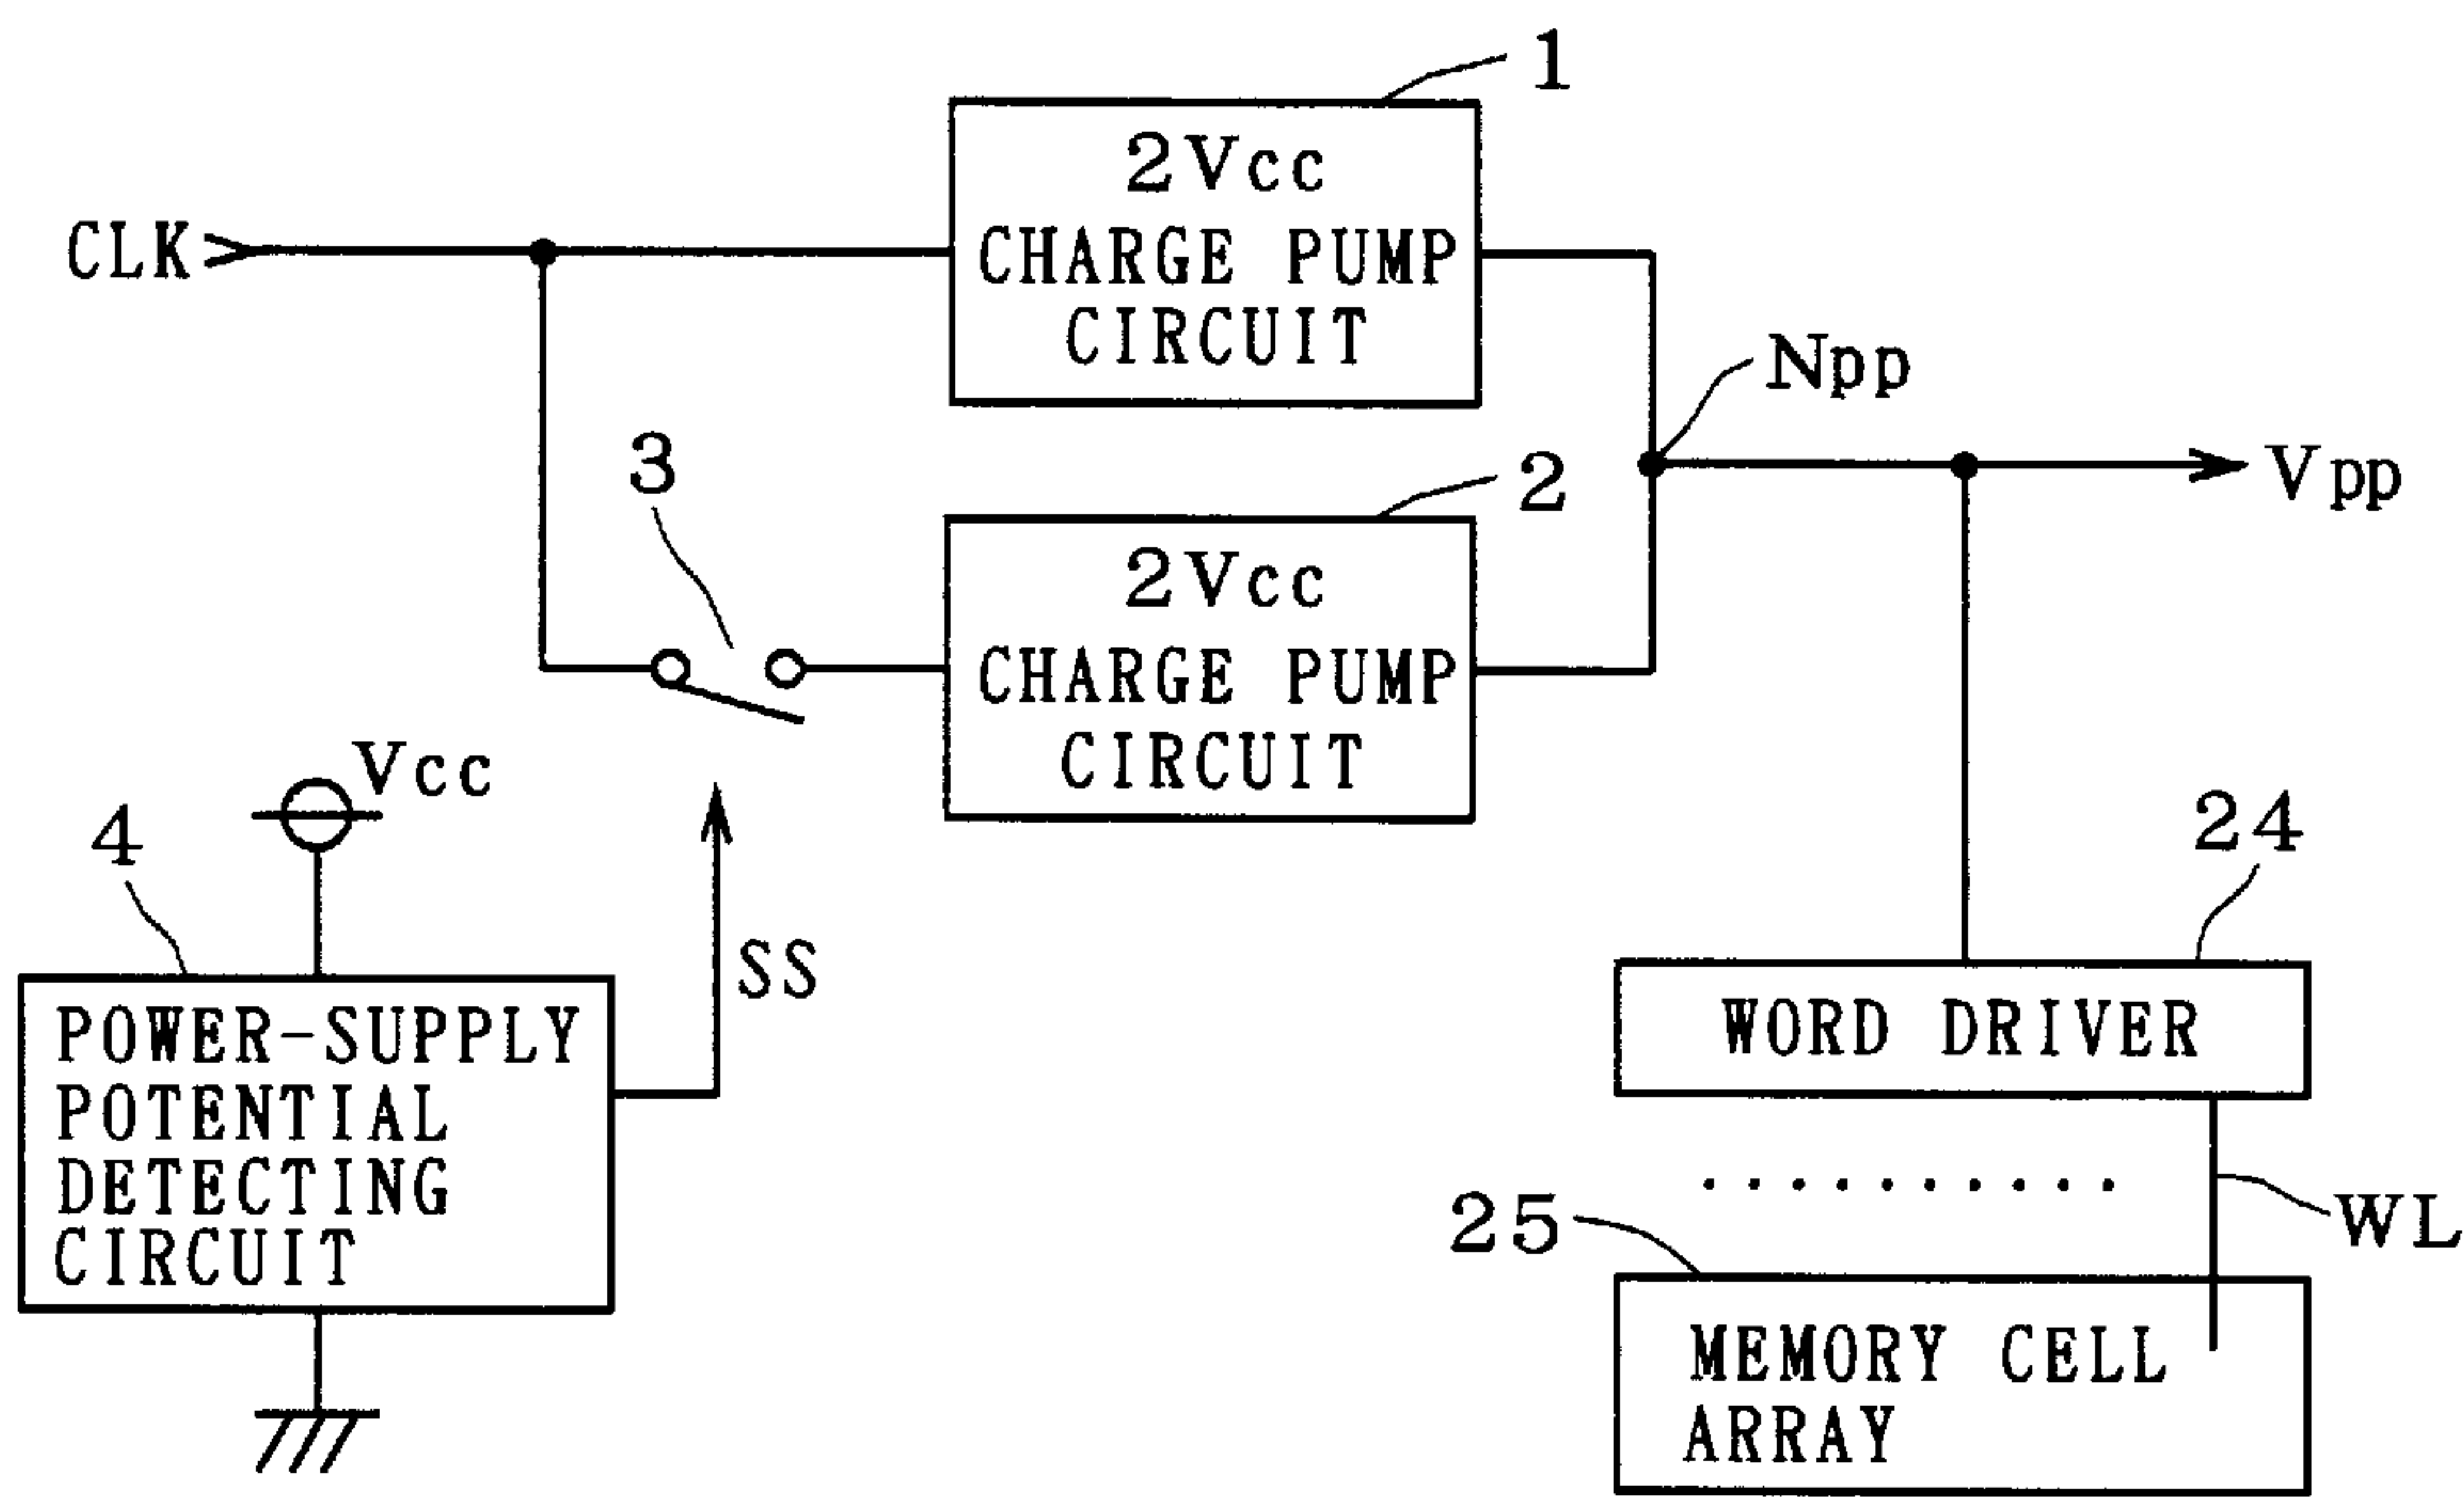 1
2Vcc
CHARGE PUMP
CIRCUIT
CLK
Npp
Vpp
3
2
2Vcc
CHARGE PUMP
CIRCUIT
Vcc
4
SS
POWER-SUPPLY
POTENTIAL
DETECTING
CIRCUIT
24
WORD DRIVER
WL
25
MEMORY CELL
ARRAY